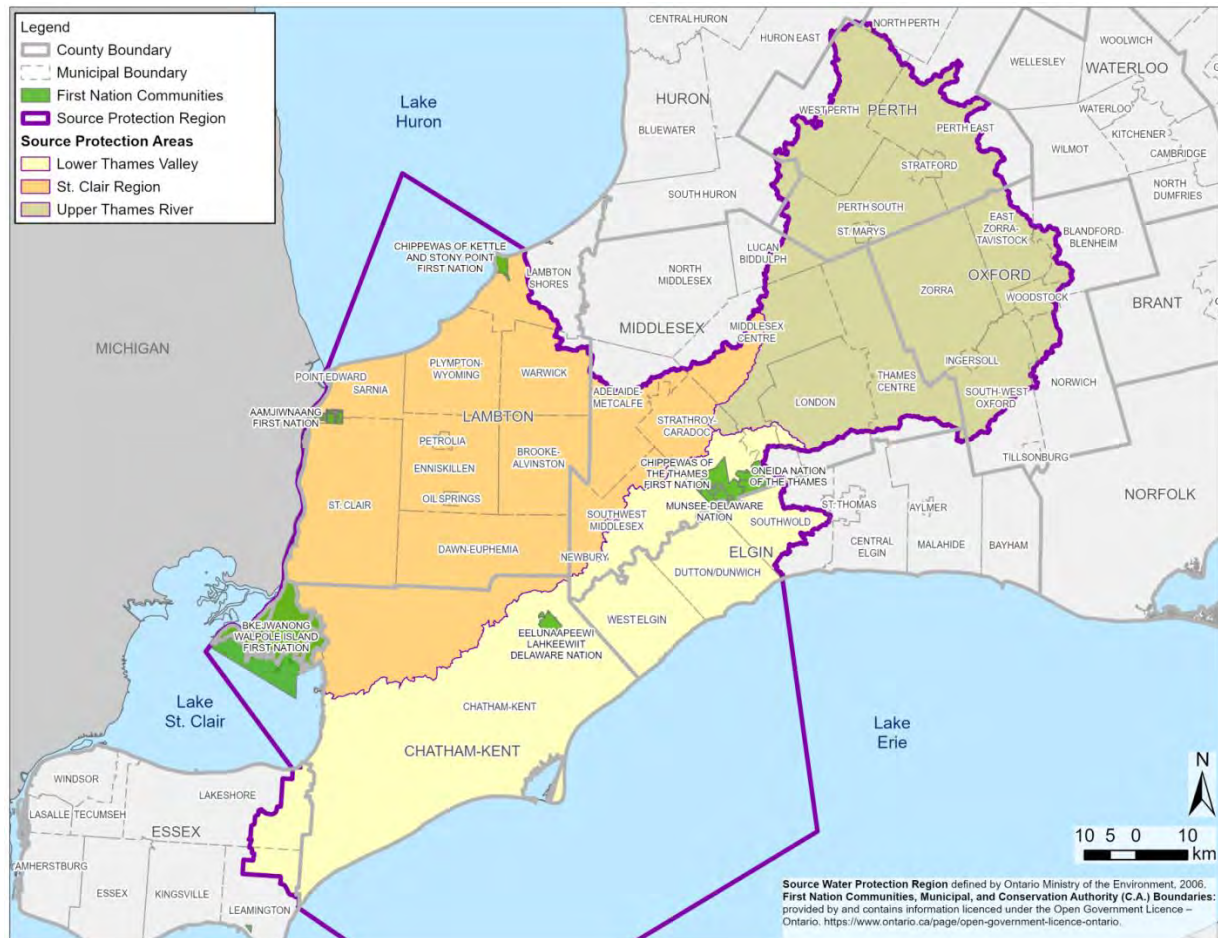 Legend
County Boundary
Municipal Boundary
First Nation Communities
Source Protection Region
Source Protection Areas
Lower Thames Valley
St. Clair Region
Upper Thames River
CENTRAL HURON
NORTH PERTH
HURON EAST
WOOLWICH
WELLESLEY
WATERLOO
Lake
Huron
HURON
WEST PERTH
PERTH
WATERLOO
BLUEWATER
PERTH EAST
KITCHENER
WILMOT
CAMBRIDGE
STRATFORD
SOUTH HURON
NORTH
DUMFRIES
PERTH SOUTH
ST. MARYS
EAST
ZORRA-
TAVISTOCK
BLANDFORD-
BLENHEIM
CHIPPEWAS OF KETTLE
AND STONY POINT
FIRST NATION
LAMBTON
SHORES
NORTH
MIDDLESEX
LUCAN
BIDDULPH
OXFORD
ZORRA
WOODSTOCK
BRANT
MICHIGAN
MIDDLESEX
MIDDLESEX
CENTRE
POINT EDWARD
SARNIA
PLYMPTON-
WYOMING
WARWICK
INGERSOLL
NORWICH
THAMES
CENTRE
SOUTH-WEST
OXFORD
ADELAIDE-
METCALFE
LONDON
AAMJIWNAANG
FIRST NATION
LAMBTON
STRATHROY-
CARADOC
PETROLIA
ENNISKILLEN
BROOKE-
ALVINSTON
TILLSONBURG
CHIPPEWAS OF
THE THAMES
FIRST NATION
ONEIDA NATION
OF THE THAMES
NORFOLK
ST. CLAIR
OIL SPRINGS
MUNSEE-DELAWARE
NATION
ST. THOMAS
AYLMER
SOUTHWEST
MIDDLESEX
SOUTHWOLD
CENTRAL
ELGIN
MALAHIDE
BAYHAM
DAWN-EUPHEMIA
NEWBURY
ELGIN
DUTTON/DUNWICH
BKEJWANONG
WALPOLE ISLAND
FIRST NATION
WEST ELGIN
EELUNAAPEEWI
LAHKEEWIIT
DELAWARE NATION
Lake
St. Clair
CHATHAM-KENT
Lake
Erie
CHATHAM-KENT
WINDSOR
LAKESHORE
LASALLE
TECUMSEH
ESSEX
AMHERSTBURG
ESSEX
KINGSVILLE
LEAMINGTON
N
10 5 0 10
km
Source Water Protection Region defined by Ontario Ministry of the Environment, 2006.
First Nation Communities, Municipal, and Conservation Authority (C.A.) Boundaries:
provided by and contains information licenced under the Open Government Licence –
Ontario. https://www.ontario.ca/page/open-government-licence-ontario.